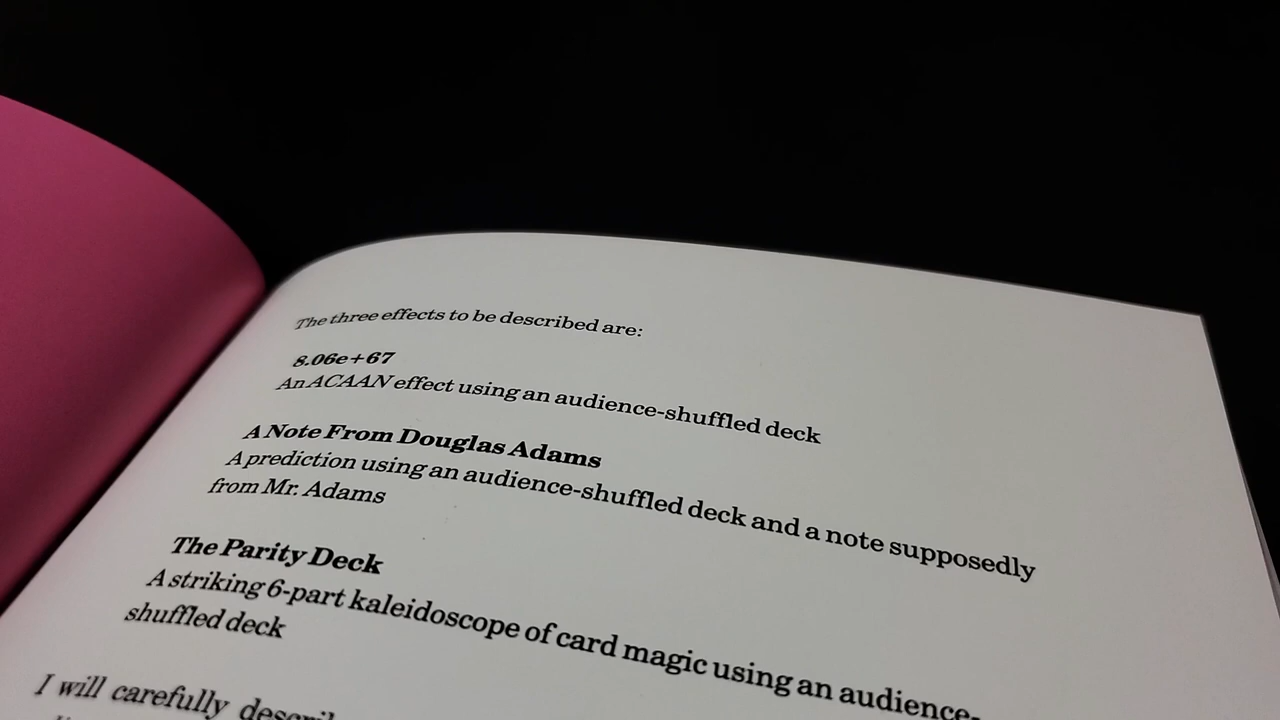 The three effects to be described are:
8.06e+67
An ACAAN effect using an audience-shuffled deck
A Note From Douglas Adams
A prediction using an audience-shuffled deck and a note supposedly
from Mr. Adams
The Parity Deck
A striking 6-part kaleidoscope of card magic using an audience-
shuffled deck
I will carefully